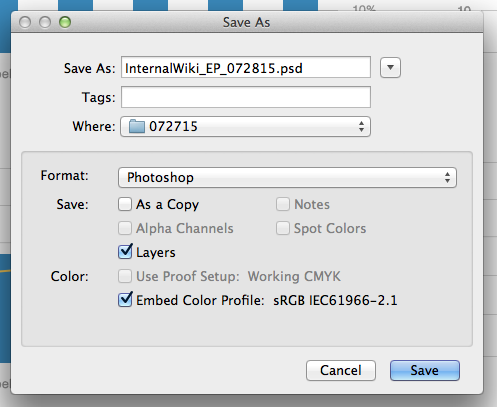 10%
10
Save As
Save As: InternalWiki_EP_072815.psd
Tags:
Where: 072715
Format: Photoshop
Save: As a Copy Notes
Alpha Channels Spot Colors
Layers
Color: Use Proof Setup: Working CMYK
Embed Color Profile: sRGB IEC61966-2.1
Cancel Save